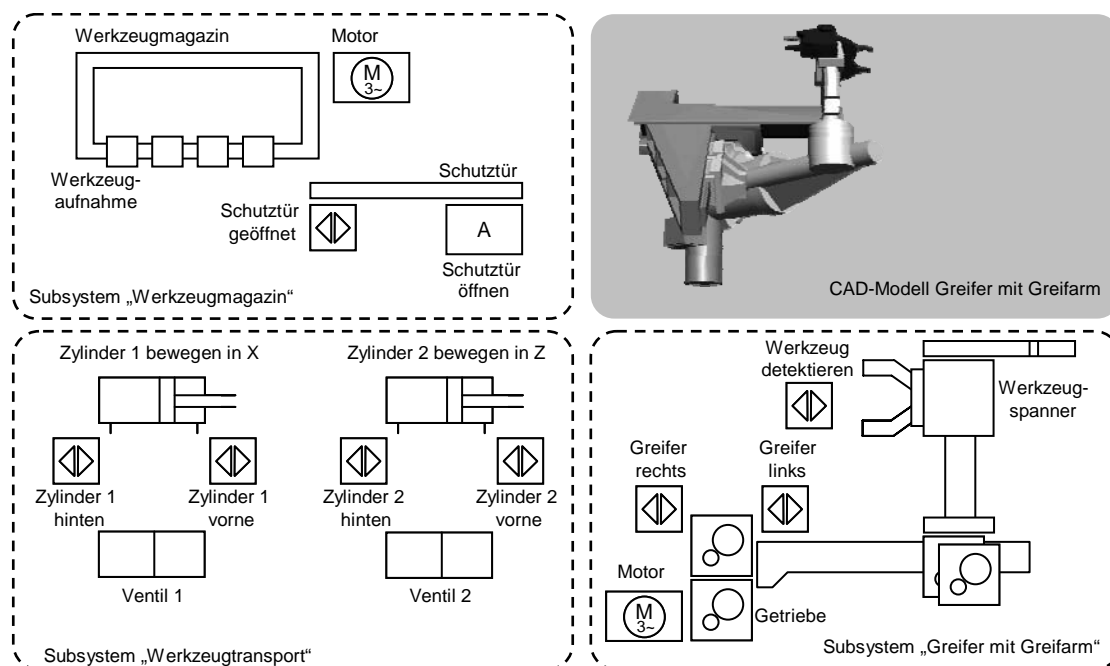 Werkzeugmagazin
Motor
M
3~
Werkzeug-
aufnahme
Schutztür
Schutztür
geöffnet
A
Schutztür
öffnen
Subsystem „Werkzeugmagazin“
CAD-Modell Greifer mit Greifarm
Zylinder 1 bewegen in X
Zylinder 2 bewegen in Z
Zylinder 1
hinten
Zylinder 1
vorne
Zylinder 2
hinten
Zylinder 2
vorne
Ventil 1
Ventil 2
Subsystem „Werkzeugtransport“
Werkzeug
detektieren
Werkzeug-
spanner
Greifer
rechts
Greifer
links
Motor
M
3~
Getriebe
Subsystem „Greifer mit Greifarm“